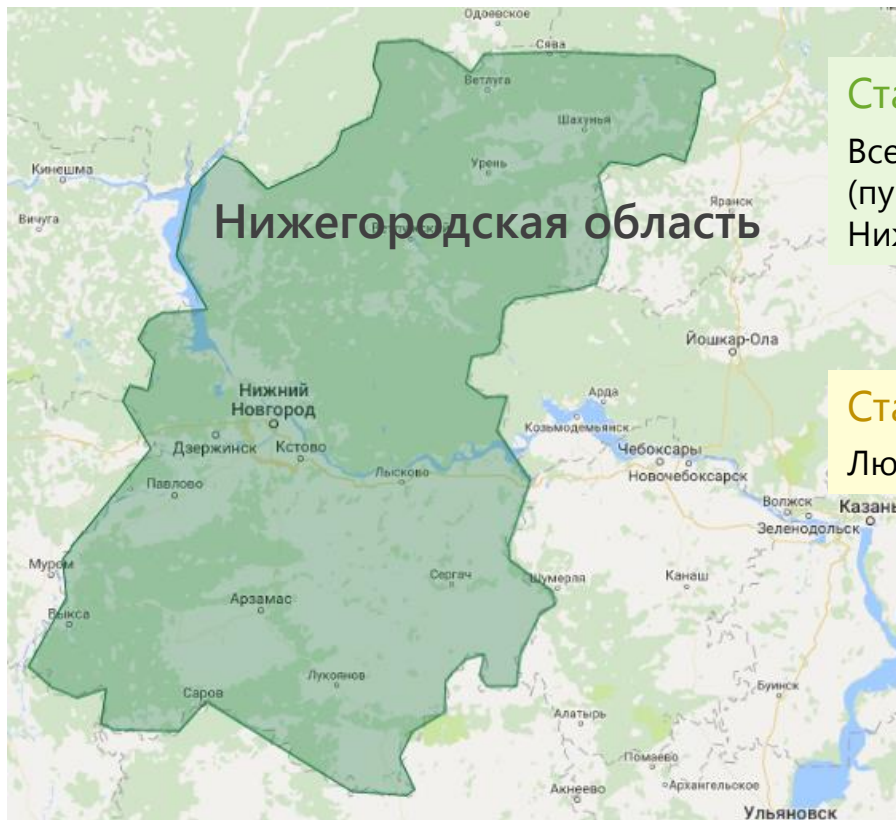 Одоевское
Сява
Ветлуга
Шахунья
Кинешма
Урень
Вичуга
Яранск
Нижегородская область
Йошкар-Ола
Нижний
Новгород
Арда
Козьмодемьянск
Дзержинск
Кстово
Чебоксары
Новочебоксарск
Лысково
Павлово
Волжск
Казань
Зеленодольск
Муром
Сергач
Шумерля
Канаш
Арзамас
Выкса
Лукоянов
Саров
Буинск
Алатырь
Помаево
Архангельское
Акнеево
Ульяновск
Ста
Все
(пу
Ниж
Ста
Лю